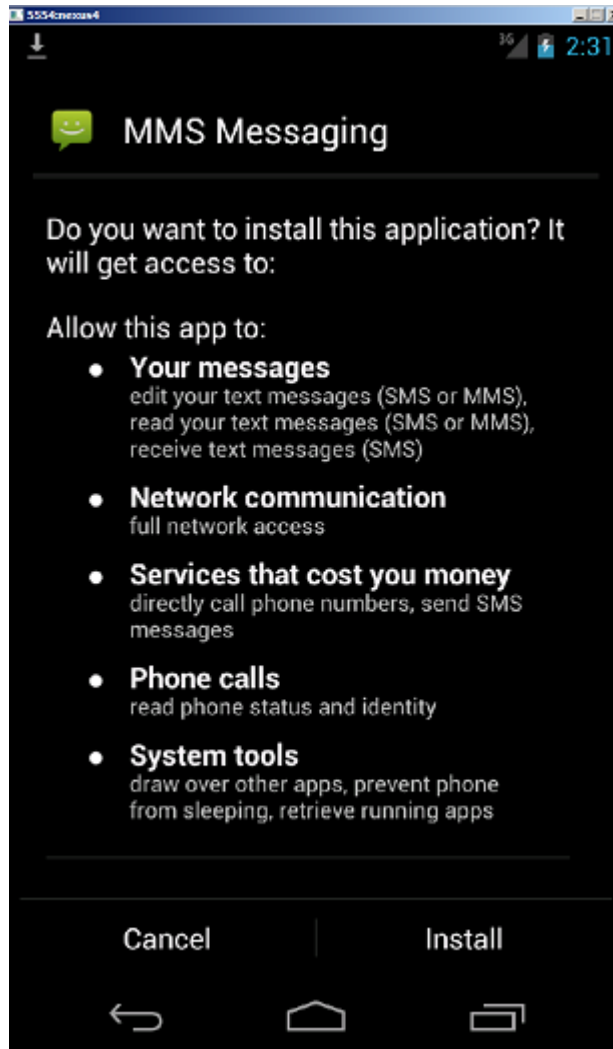 5554:nexus4
3G 2:31
MMS Messaging
Do you want to install this application? It
will get access to:
Allow this app to:
● Your messages
edit your text messages (SMS or MMS),
read your text messages (SMS or MMS),
receive text messages (SMS)
● Network communication
full network access
● Services that cost you money
directly call phone numbers, send SMS
messages
● Phone calls
read phone status and identity
● System tools
draw over other apps, prevent phone
from sleeping, retrieve running apps
Cancel Install